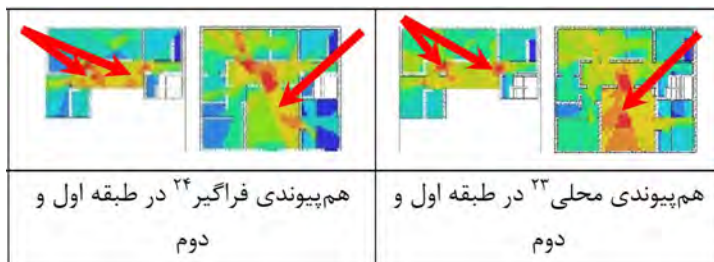 هم‌پیوندی محلی۲۳ در طبقه اول و
دوم
هم‌پیوندی فراگیر۲۴ در طبقه اول و
دوم